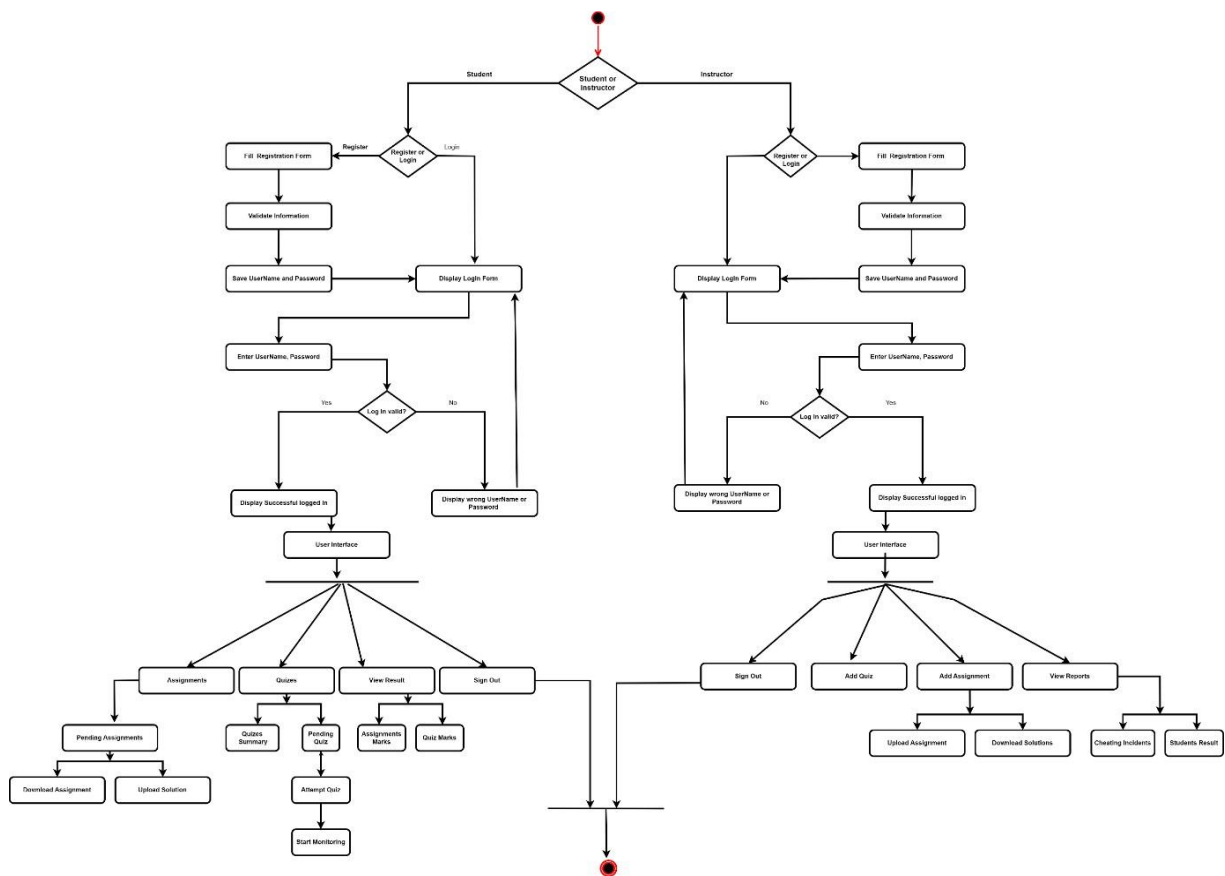 Student
Student or
Instructor
Instructor
Fill Registration Form
Register
Register or
Login
Login
Register or
Login
Fill Registration Form
Validate Information
Validate Information
Save UserName and Password
Display LogIn Form
Display LogIn Form
Save UserName and Password
Enter UserName, Password
Enter UserName, Password
Yes
Log In valid?
No
No
Log In valid?
Yes
Display Successful logged in
Display wrong UserName or
Password
Display wrong UserName or
Password
Display Successful logged in
User Interface
User Interface
Assignments
Quizes
View Result
Sign Out
Sign Out
Add Quiz
Add Assignment
View Reports
Pending Assignments
Quizes
Summary
Pending
Quiz
Assignments
Marks
Quiz Marks
Upload Assignment
Download Solutions
Cheating Incidents
Students Result
Download Assignment
Upload Solution
Attempt Quiz
Start Monitoring